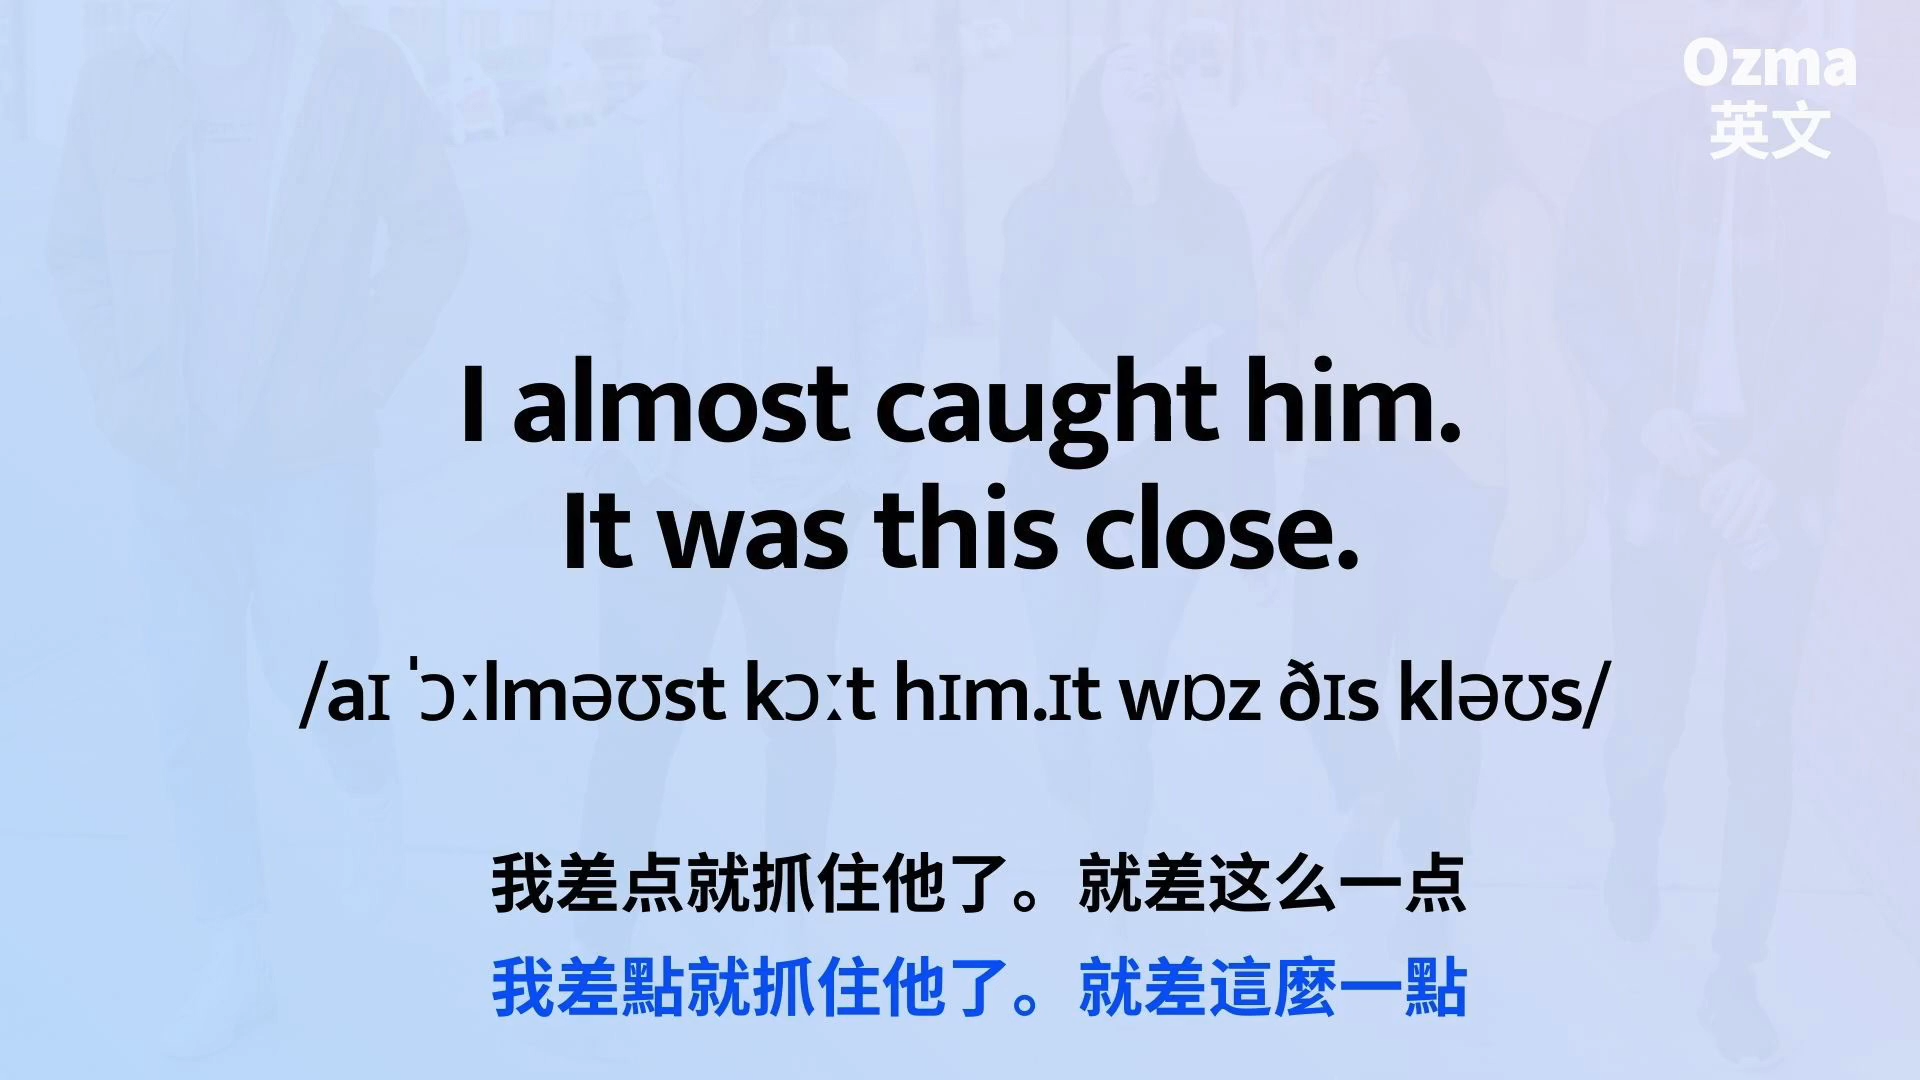 Ozma
英文
I almost caught him.
It was this close.
/aɪ ˈɔːlməʊst kɔːt hɪm.ɪt wɒz ðɪs kləʊs/
我差点就抓住他了。就差这么一点
我差點就抓住他了。就差這麼一點